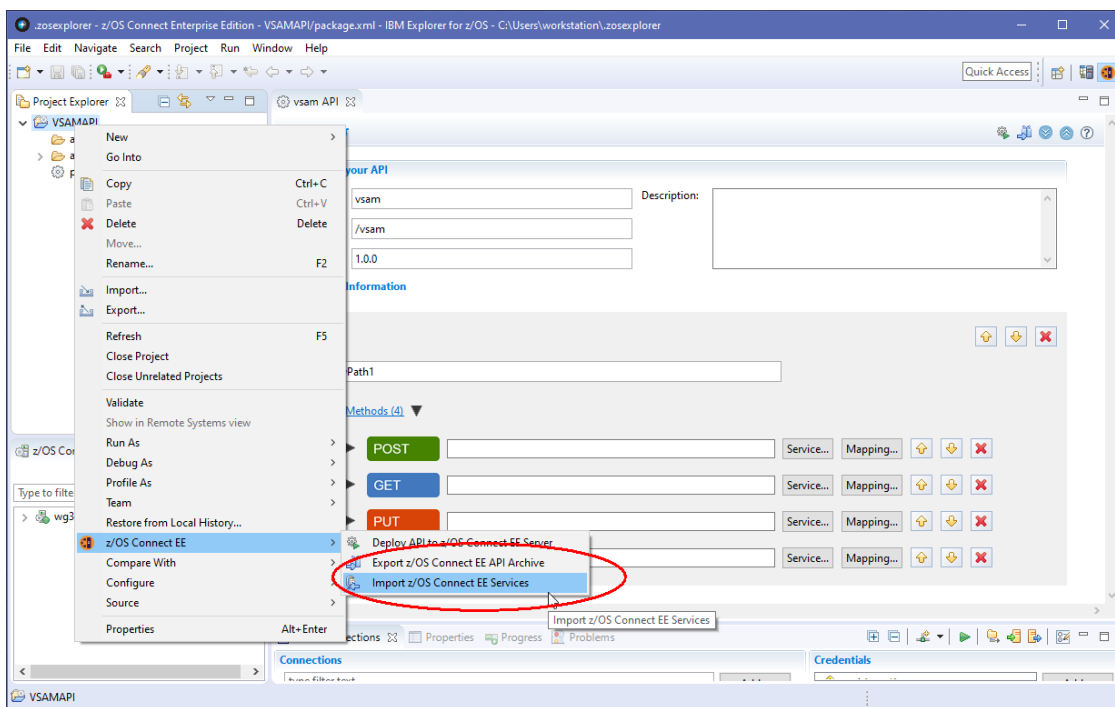 .zosexplorer - z/OS Connect Enterprise Edition - VSAMAPI/package.xml - IBM Explorer for z/OS - C:\Users\workstation\.zosexplorer
File Edit Navigate Search Project Run Window Help
Quick Access
Project Explorer
vsam API
VSAMAPI
New
Go Into
your API
Copy Ctrl+C
vsam
Description:
Paste Ctrl+V
Delete Delete
/vsam
Move...
Rename... F2
1.0.0
Import...
Information
Export...
Refresh F5
Close Project
Close Unrelated Projects
Path1
Validate
Methods (4)
Show in Remote Systems view
Run As
POST Service... Mapping...
z/OS Con
Debug As
Profile As
GET Service... Mapping...
Type to filte
Team
wg3
Restore from Local History...
PUT Service... Mapping...
z/OS Connect EE
Deploy API to z/OS Connect EE Server
Compare With
Export z/OS Connect EE API Archive
Service... Mapping...
Configure
Import z/OS Connect EE Services
Source
Import z/OS Connect EE Services
Properties Alt+Enter
ections Properties Progress Problems
Connections
Credentials
type filter text
VSAMAPI